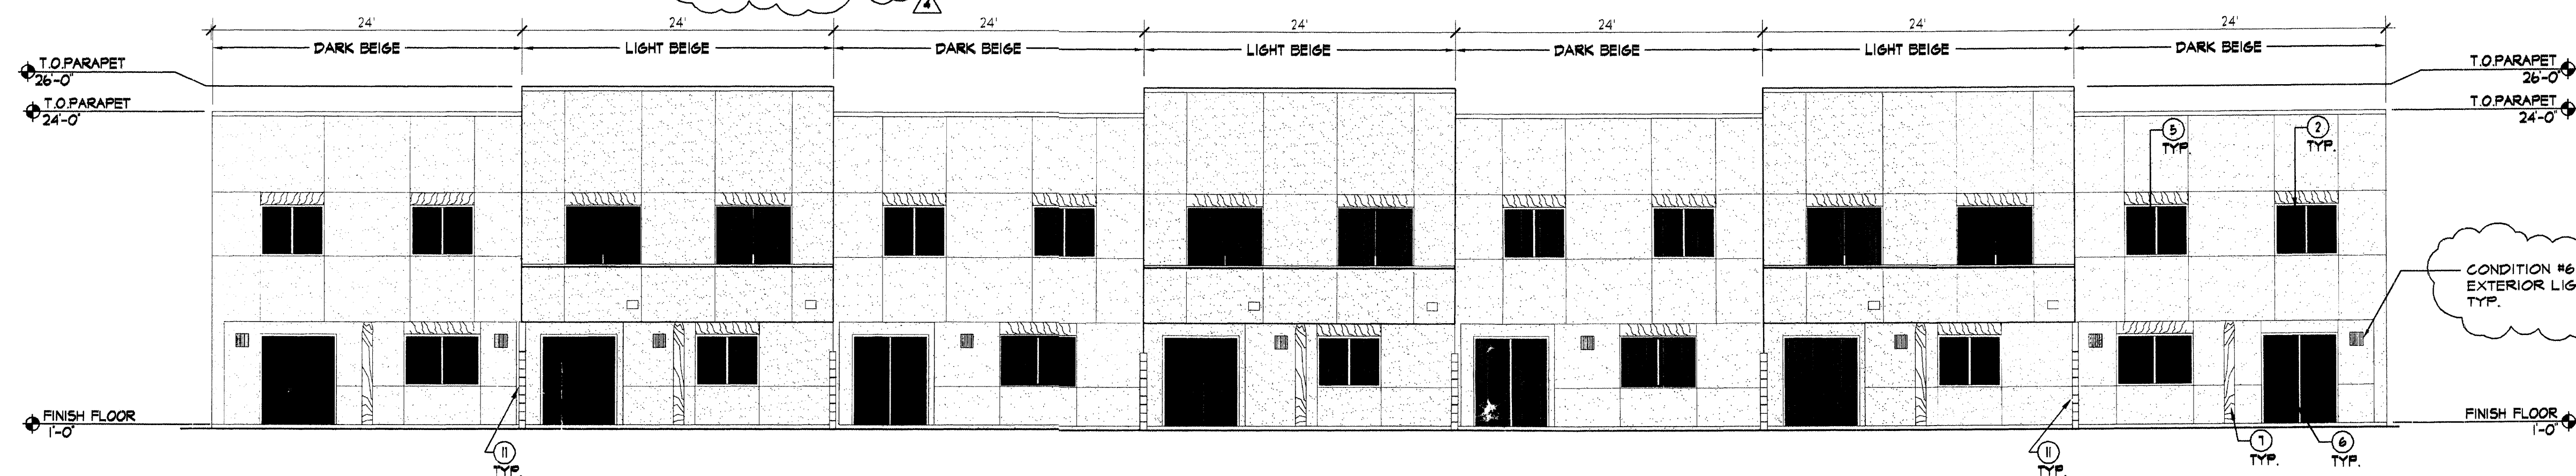 4
24' 24' 24' 24' 24' 24' 24'
DARK BEIGE LIGHT BEIGE DARK BEIGE LIGHT BEIGE DARK BEIGE LIGHT BEIGE DARK BEIGE
T.O.PARAPET
26'-0"
T.O.PARAPET
24'-0"
T.O.PARAPET
26'-0"
T.O.PARAPET
24'-0"
5
TYP.
2
TYP.
CONDITION #6
EXTERIOR
TYP.
FINISH FLOOR
1'-0"
FINISH FLOOR
1'-0"
11
TYP.
11
TYP.
7
TYP.
6
TYP.